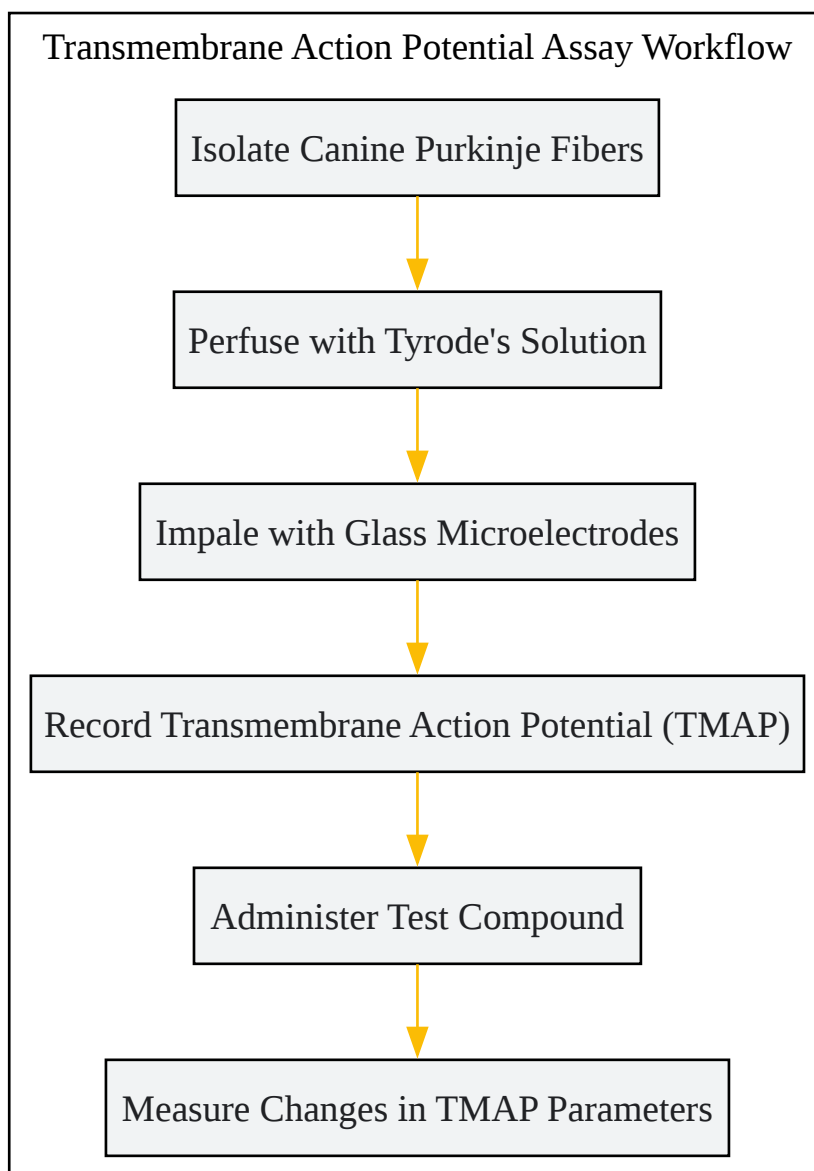 Transmembrane Action Potential Assay Workflow
Isolate Canine Purkinje Fibers
Perfuse with Tyrode's Solution
Impale with Glass Microelectrodes
Record Transmembrane Action Potential (TMAP)
Administer Test Compound
Measure Changes in TMAP Parameters